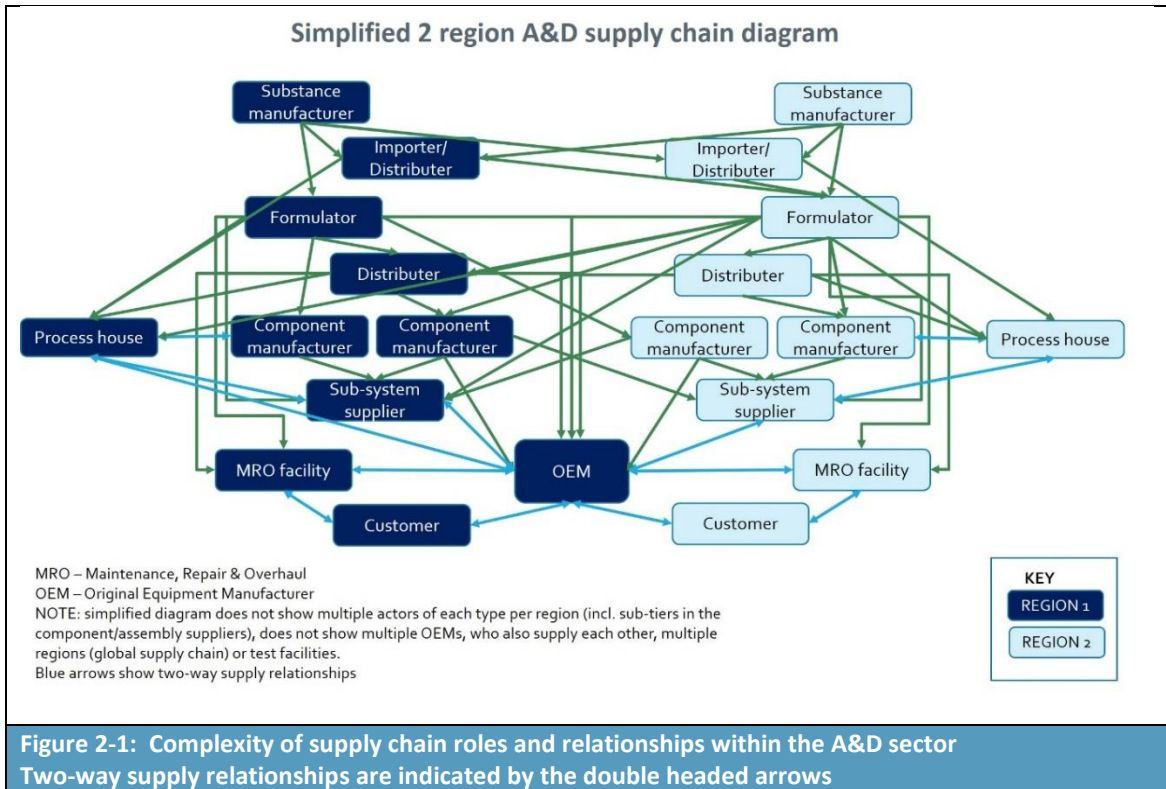 Simplified 2 region A&D supply chain diagram
Substance
manufacturer
Substance
manufacturer
Importer/
Distributer
Importer/
Distributer
Formulator
Formulator
Distributer
Distributer
Process house
Component
manufacturer
Component
manufacturer
Component
manufacturer
Component
manufacturer
Process house
Sub-system
supplier
Sub-system
supplier
MRO facility
OEM
MRO facility
Customer
Customer
MRO – Maintenance, Repair & Overhaul
OEM – Original Equipment Manufacturer
NOTE: simplified diagram does not show multiple actors of each type per region (incl. sub-tiers in the
component/assembly suppliers), does not show multiple OEMs, who also supply each other, multiple
regions (global supply chain) or test facilities.
Blue arrows show two-way supply relationships
KEY
REGION 1
REGION 2
Figure 2-1: Complexity of supply chain roles and relationships within the A&D sector
Two-way supply relationships are indicated by the double headed arrows